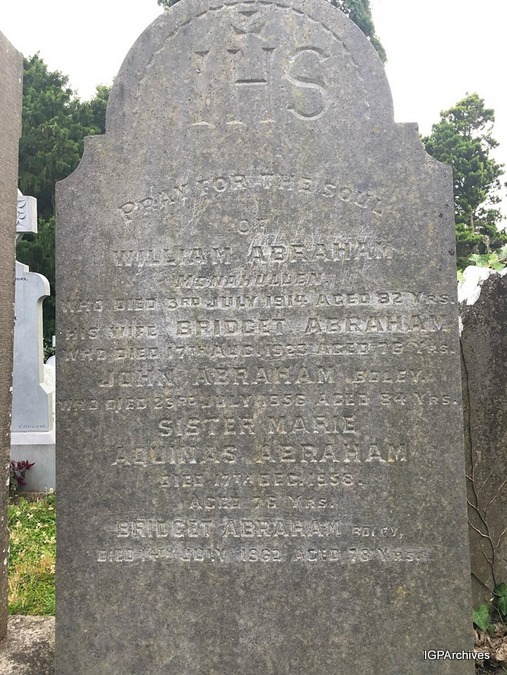 IHS
PRAY FOR THE SOUL
OF
WILLIAM ABRAHAM
WHO DIED 3RD JULY 1914 AGED 82 YRS.
HIS WIFE BRIDGET ABRAHAM
WHO DIED 17TH AUG. AGED YRS.
JOHN ABRAHAM BOLEY.
WHO DIED 23RD JULY 1956 AGED 84 YRS.
SISTER MARIE
AQUINAS ABRAHAM
DIED 17TH DEC. 1958.
AGED 76 YRS.
BRIDGET ABRAHAM BOLEY,
DIED 4TH JULY 1962 AGED 78 YRS.
IGPArchives